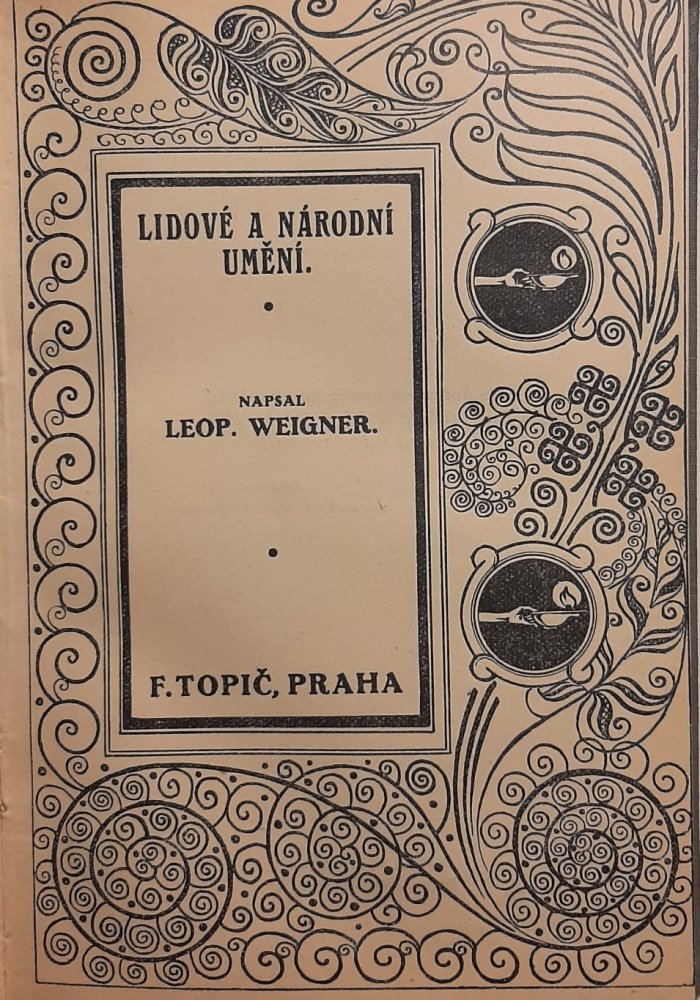 LIDOVÉ A NÁRODNÍ
UMĚNÍ.
NAPSAL
LEOP. WEIGNER.
F. TOPIČ, PRAHA